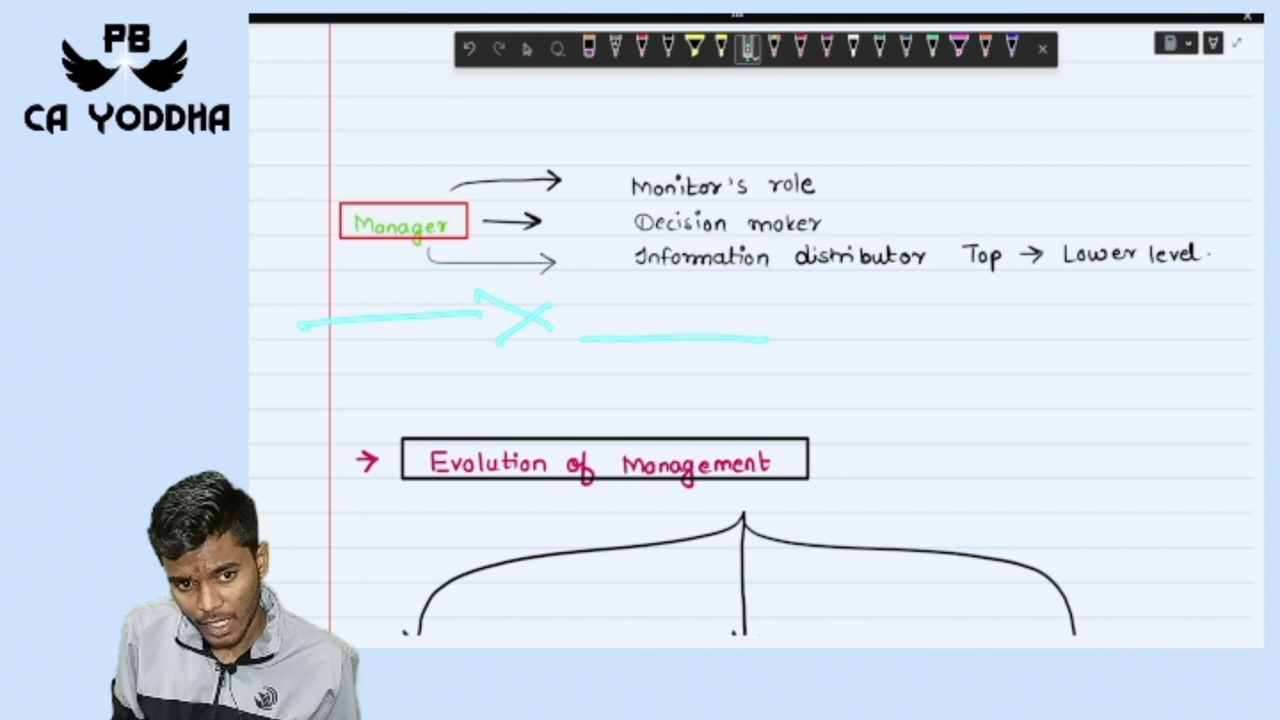 PB
CA YODDHA
Manager
Monitor's role
Decision maker
Information distributor Top → Lower level.
→ Evolution of Management